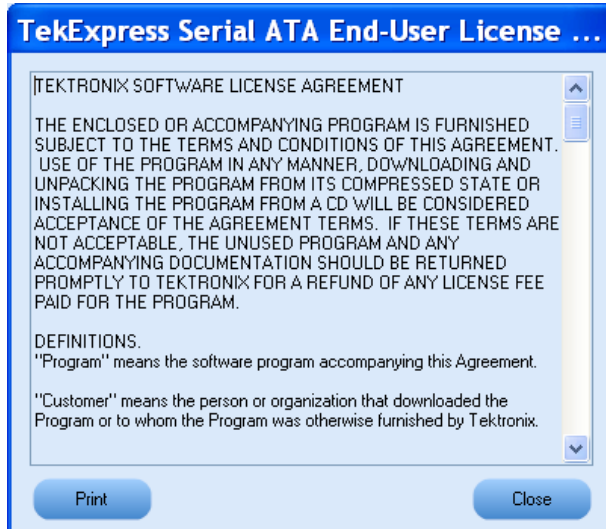 TekExpress Serial ATA End-User License ...
TEKTRONIX SOFTWARE LICENSE AGREEMENT
THE ENCLOSED OR ACCOMPANYING PROGRAM IS FURNISHED
SUBJECT TO THE TERMS AND CONDITIONS OF THIS AGREEMENT.
USE OF THE PROGRAM IN ANY MANNER, DOWNLOADING AND
UNPACKING THE PROGRAM FROM ITS COMPRESSED STATE OR
INSTALLING THE PROGRAM FROM A CD WILL BE CONSIDERED
ACCEPTANCE OF THE AGREEMENT TERMS.  IF THESE TERMS ARE
NOT ACCEPTABLE, THE UNUSED PROGRAM AND ANY
ACCOMPANYING DOCUMENTATION SHOULD BE RETURNED
PROMPTLY TO TEKTRONIX FOR A REFUND OF ANY LICENSE FEE
PAID FOR THE PROGRAM.
DEFINITIONS.
"Program" means the software program accompanying this Agreement.
"Customer" means the person or organization that downloaded the
Program or to whom the Program was otherwise furnished by Tektronix.
Print
Close